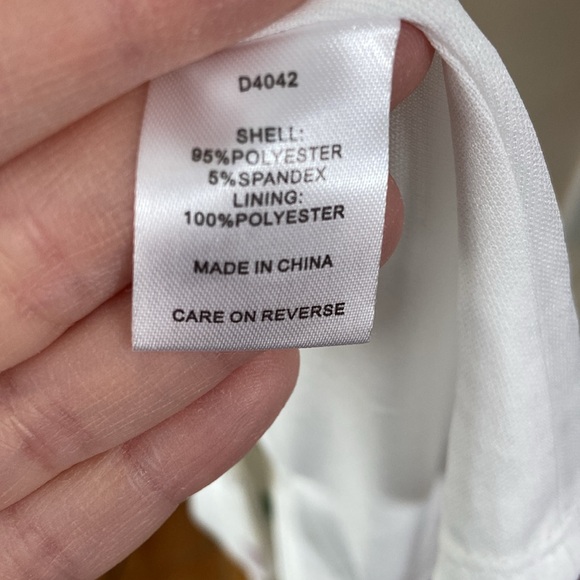 D4042
SHELL:
95%POLYESTER
5%SPANDEX
LINING:
100%POLYESTER
MADE IN CHINA
CARE ON REVERSE